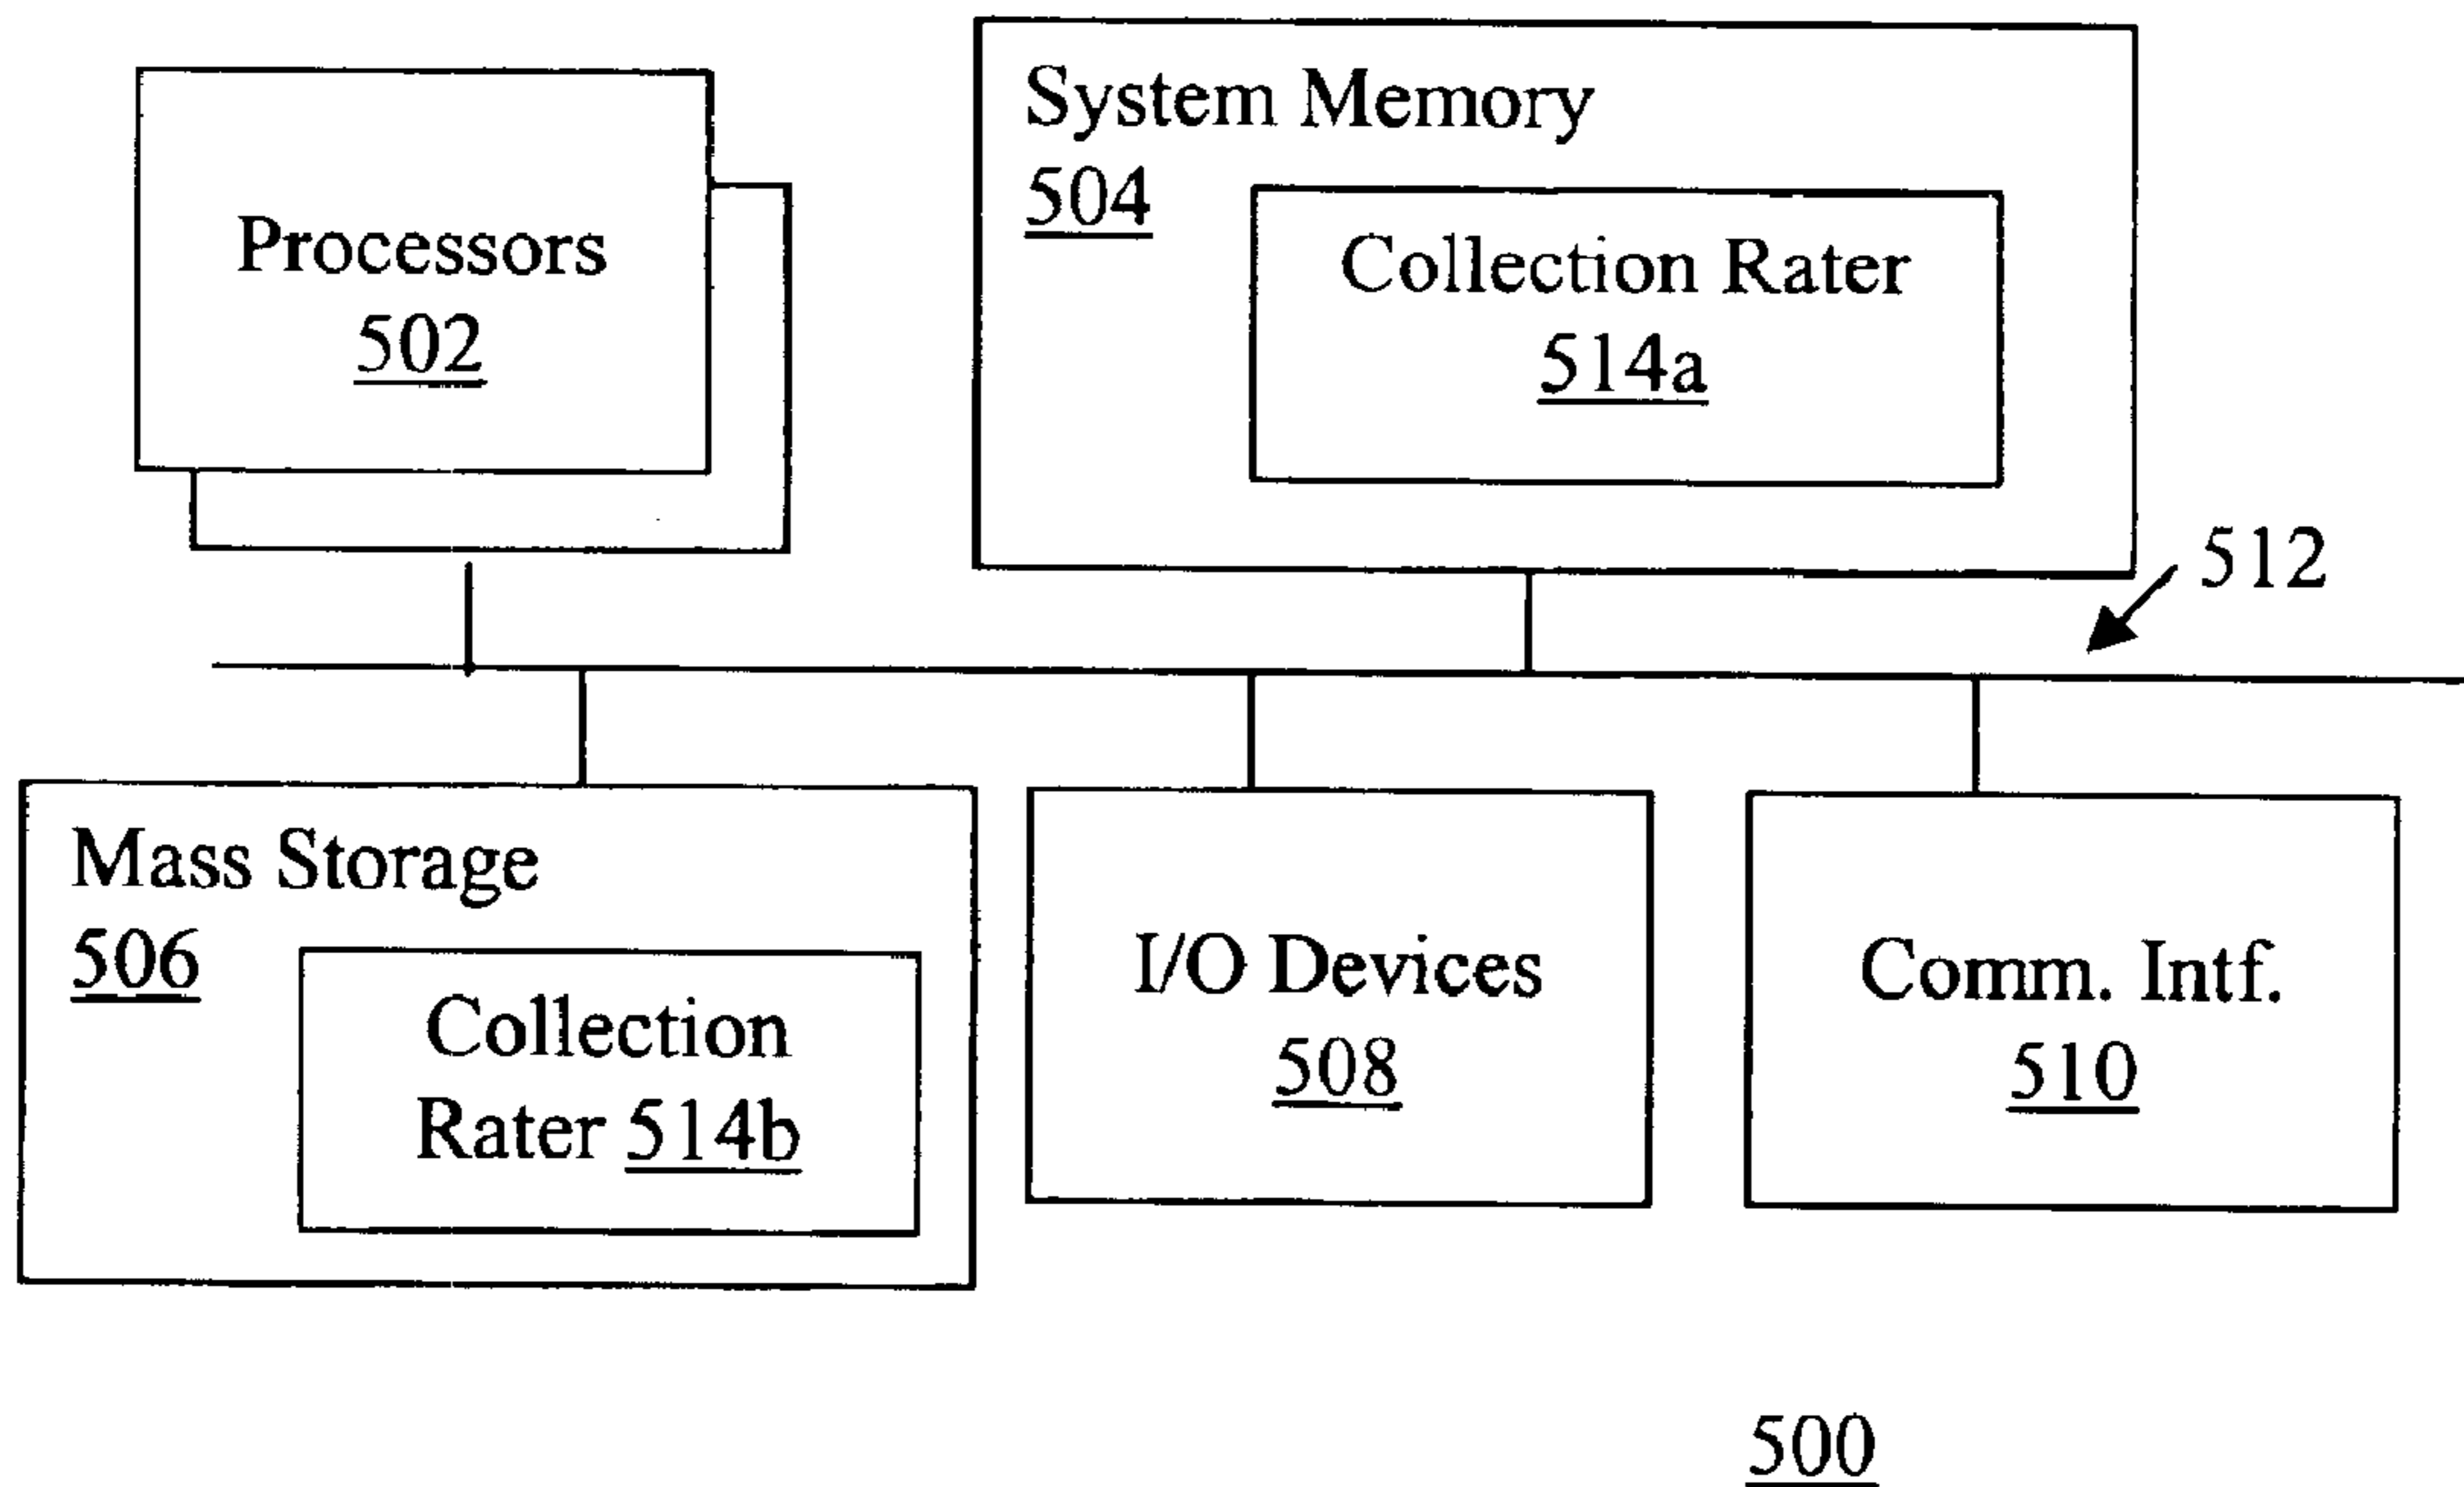 Processors
502
System Memory
504
Collection Rater
514a
512
Mass Storage
506
Collection
Rater 514b
I/O Devices
508
Comm. Intf.
510
500